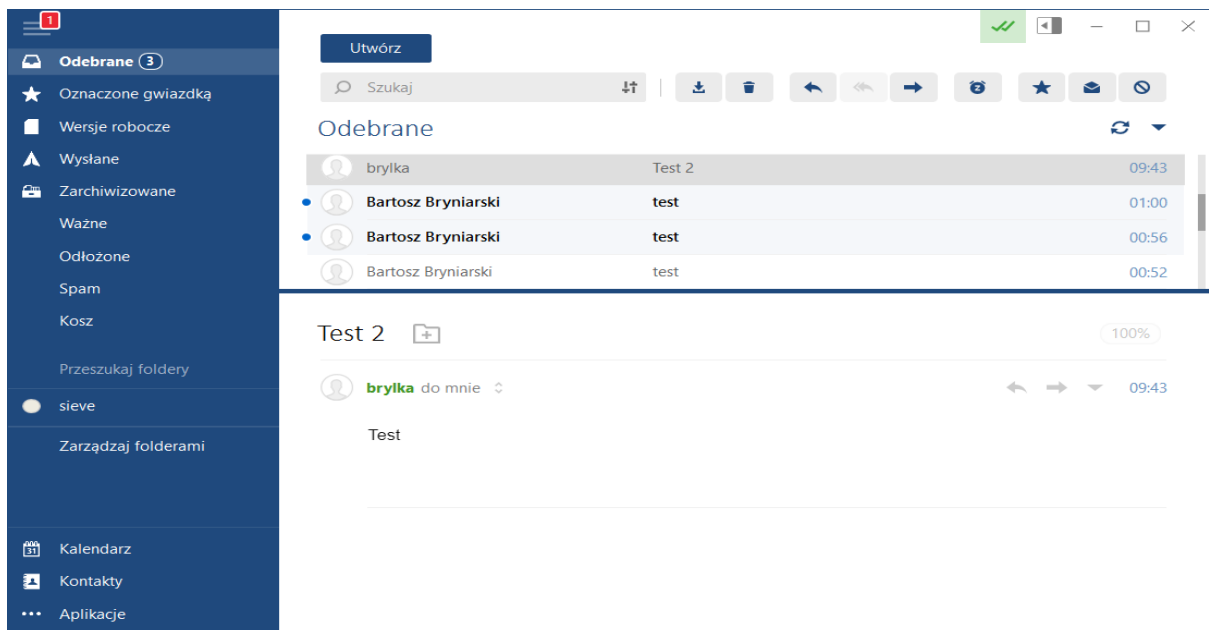 1
Odebrane 3
Oznaczone gwiazdką
Wersje robocze
Wysłane
Zarchiwizowane
Ważne
Odłożone
Spam
Kosz
Przeszukaj foldery
sieve
Zarządzaj folderami
31 Kalendarz
Kontakty
Aplikacje
Utwórz
Szukaj
Odebrane
brylka Test 2 09:43
Bartosz Bryniarski test 01:00
Bartosz Bryniarski test 00:56
Bartosz Bryniarski test 00:52
Test 2 100%
brylka do mnie 09:43
Test